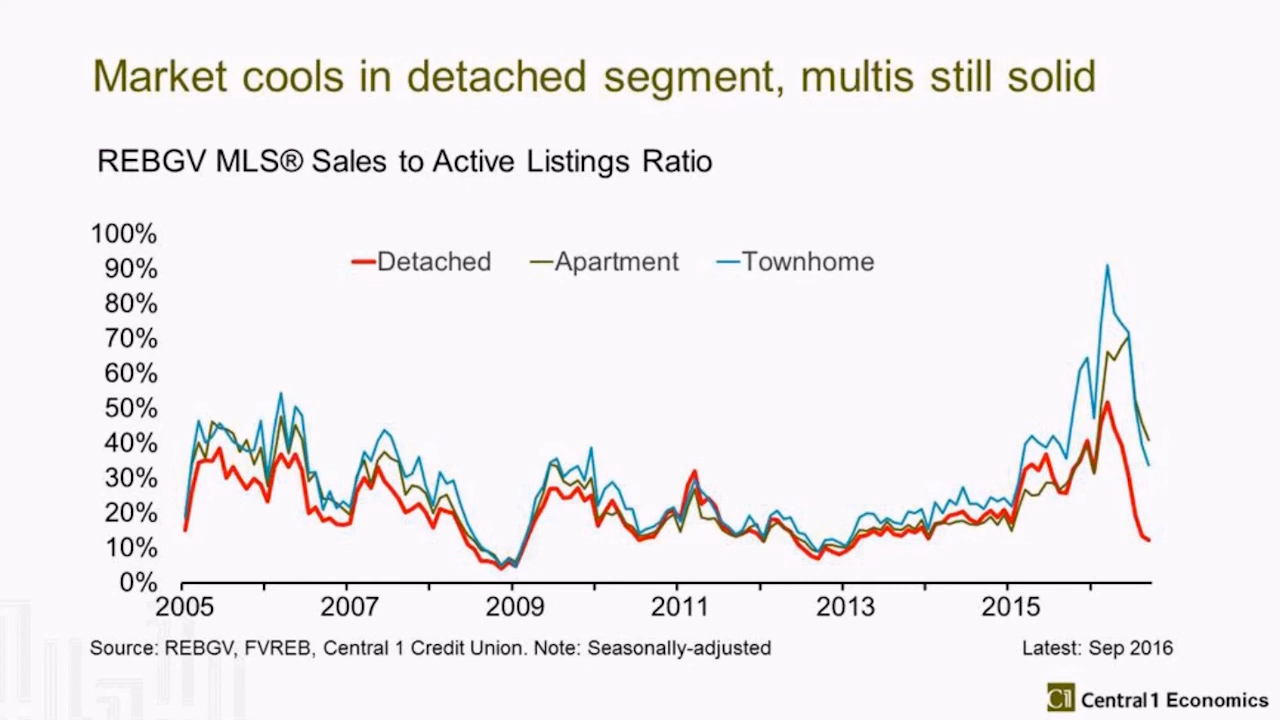 Market cools in detached segment, multis still solid
REBGV MLS® Sales to Active Listings Ratio
100%
90%
80%
70%
60%
50%
40%
30%
20%
10%
0%
Detached Apartment Townhome
2005 2007 2009 2011 2013 2015
Source: REBGV, FVREB, Central 1 Credit Union. Note: Seasonally-adjusted
Latest: Sep 2016
C1 Central 1 Economics